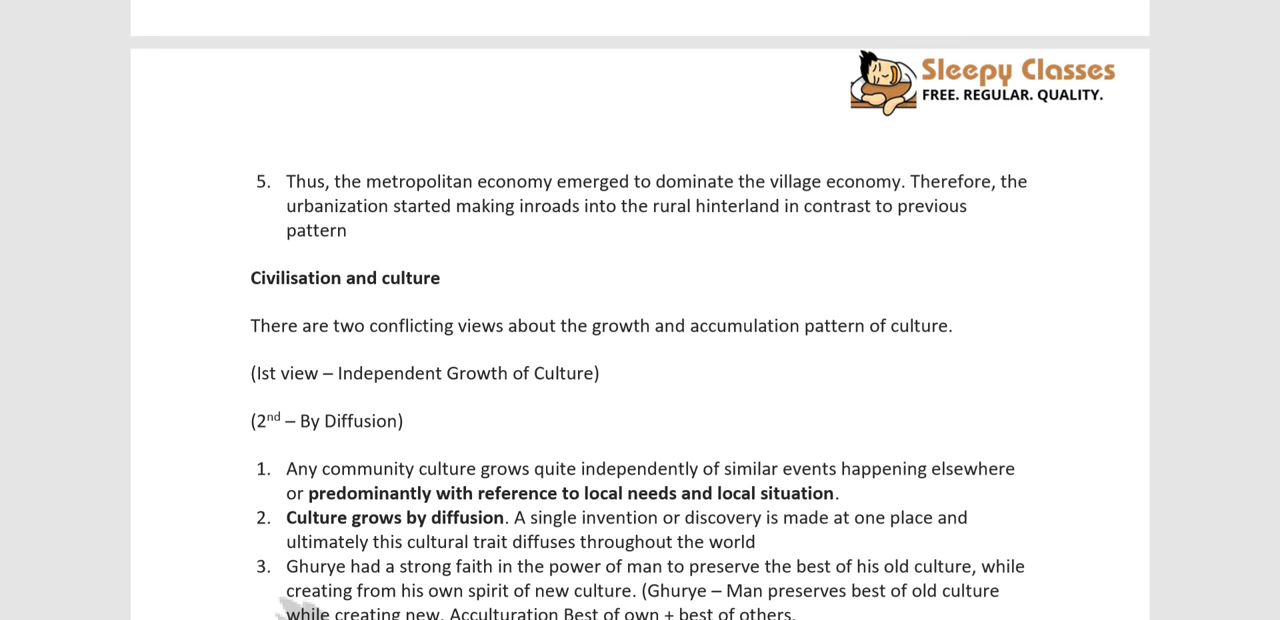 Sleepy Classes
FREE. REGULAR. QUALITY.
5. Thus, the metropolitan economy emerged to dominate the village economy. Therefore, the
urbanization started making inroads into the rural hinterland in contrast to previous
pattern
Civilisation and culture
There are two conflicting views about the growth and accumulation pattern of culture.
(Ist view – Independent Growth of Culture)
(2nd – By Diffusion)
1. Any community culture grows quite independently of similar events happening elsewhere
or predominantly with reference to local needs and local situation.
2. Culture grows by diffusion. A single invention or discovery is made at one place and
ultimately this cultural trait diffuses throughout the world
3. Ghurye had a strong faith in the power of man to preserve the best of his old culture, while
creating from his own spirit of new culture. (Ghurye – Man preserves best of old culture
while creating new. Acculturation Best of own + best of others.